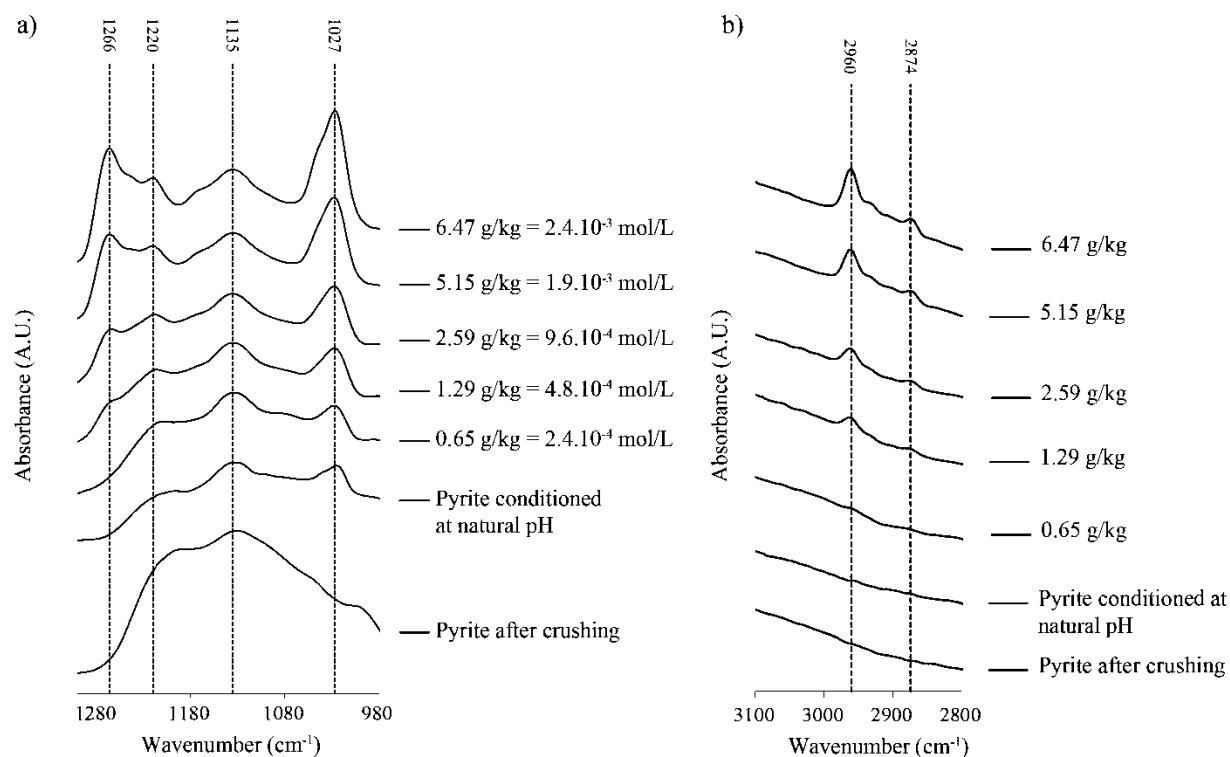 a)
1266
1220
1135
1027
6.47 g/kg = 2.4.10⁻³ mol/L
5.15 g/kg = 1.9.10⁻³ mol/L
2.59 g/kg = 9.6.10⁻⁴ mol/L
1.29 g/kg = 4.8.10⁻⁴ mol/L
0.65 g/kg = 2.4.10⁻⁴ mol/L
Pyrite conditioned
at natural pH
Pyrite after crushing
Absorbance (A.U.)
1280
1180
1080
980
Wavenumber (cm⁻¹)
b)
2960
2874
6.47 g/kg
5.15 g/kg
2.59 g/kg
1.29 g/kg
0.65 g/kg
Pyrite conditioned at
natural pH
Pyrite after crushing
Absorbance (A.U.)
3100
3000
2900
2800
Wavenumber (cm⁻¹)